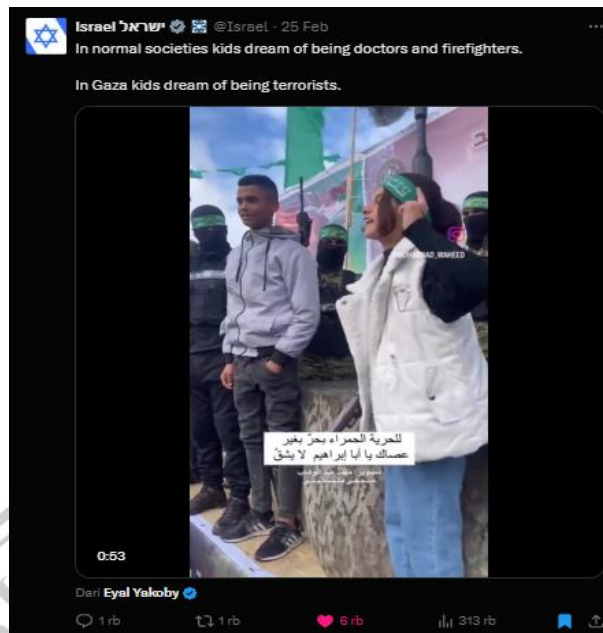 Israel ישראל @Israel · 25 Feb
In normal societies kids dream of being doctors and firefighters.
In Gaza kids dream of being terrorists.
للحرية الحمراء بحرٌ بغير
عصاك يا أبا إبراهيم لا يشقُ
0:53
Dari Eyal Yakoby
1 rb 1 rb 6 rb 313 rb